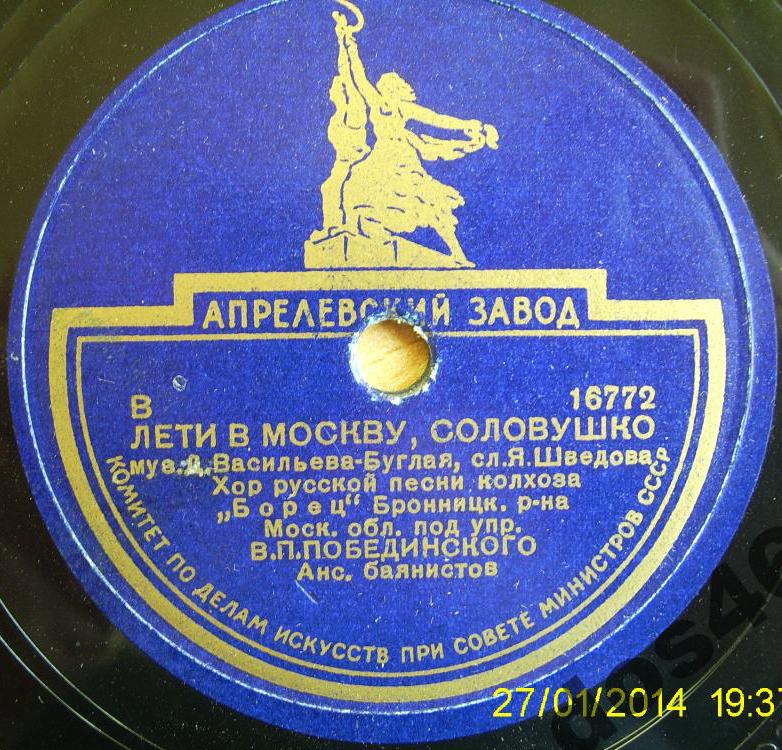 АПРЕЛЕВСКИЙ ЗАВОД
В 16772
ЛЕТИ В МОСКВУ, СОЛОВУШКО
муз. Д. Васильева-Буглая, сл. Я. Шведова
Хор русской песни колхоза
„Борец“ Бронницк. р-на
Моск. обл. под упр.
В.П.ПОБЕДИНСКОГО
Анс. баянистов
КОМИТЕТ ПО ДЕЛАМ ИСКУССТВ ПРИ СОВЕТЕ МИНИСТРОВ СССР
27/01/2014 19:37